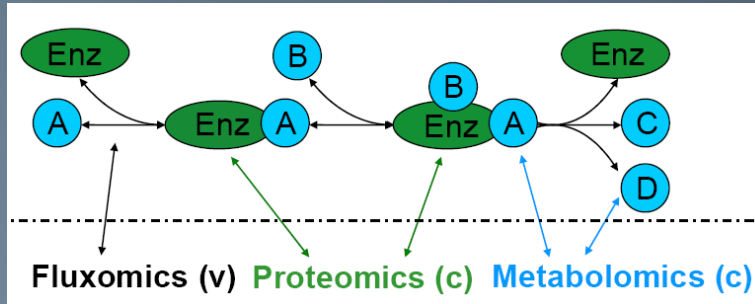 Enz B Enz
B
A Enz A Enz A C
D
Fluxomics (v) Proteomics (c) Metabolomics (c)